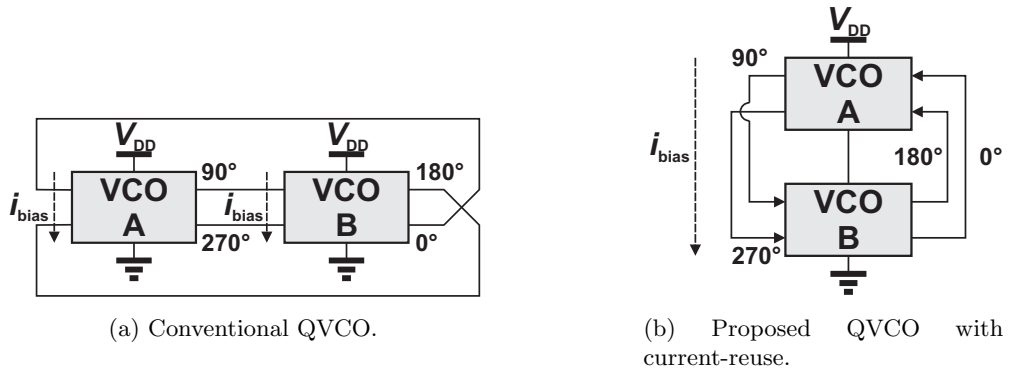 V_DD
V_DD
VCO
A
90°
270°
i_bias
i_bias
VCO
B
180°
0°
(a) Conventional QVCO.
V_DD
90°
VCO
A
i_bias
180°
0°
VCO
B
270°
(b) Proposed QVCO with
current-reuse.